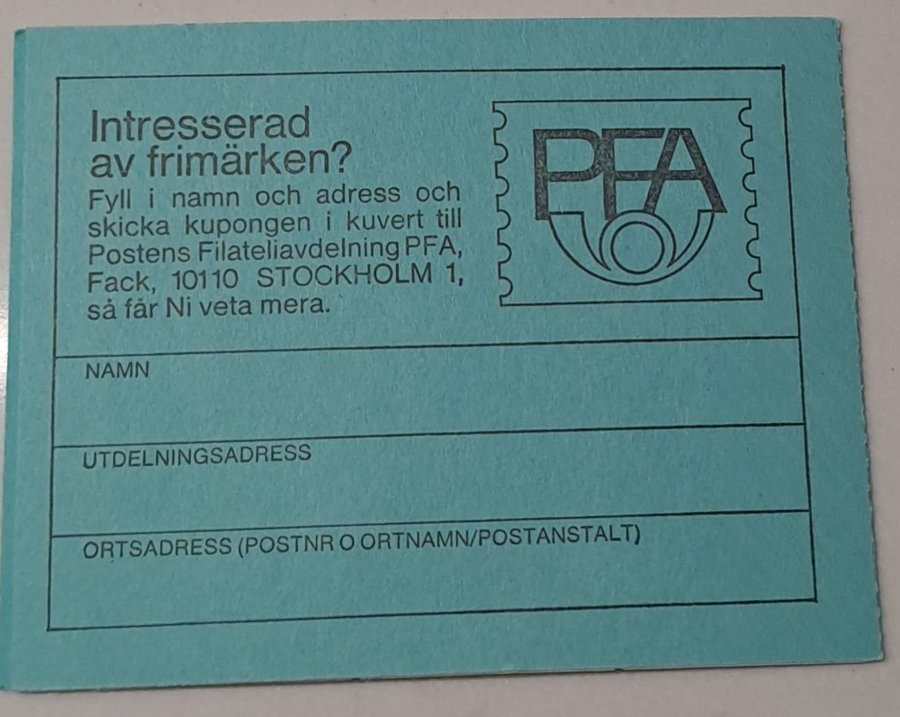 Intresserad
av frimärken?
Fyll i namn och adress och
skicka kupongen i kuvert till
Postens Filateliavdelning PFA,
Fack, 10110 STOCKHOLM 1,
så får Ni veta mera.
PFA
NAMN
UTDELNINGSADRESS
ORTSADRESS (POSTNR O ORTNAMN/POSTANSTALT)